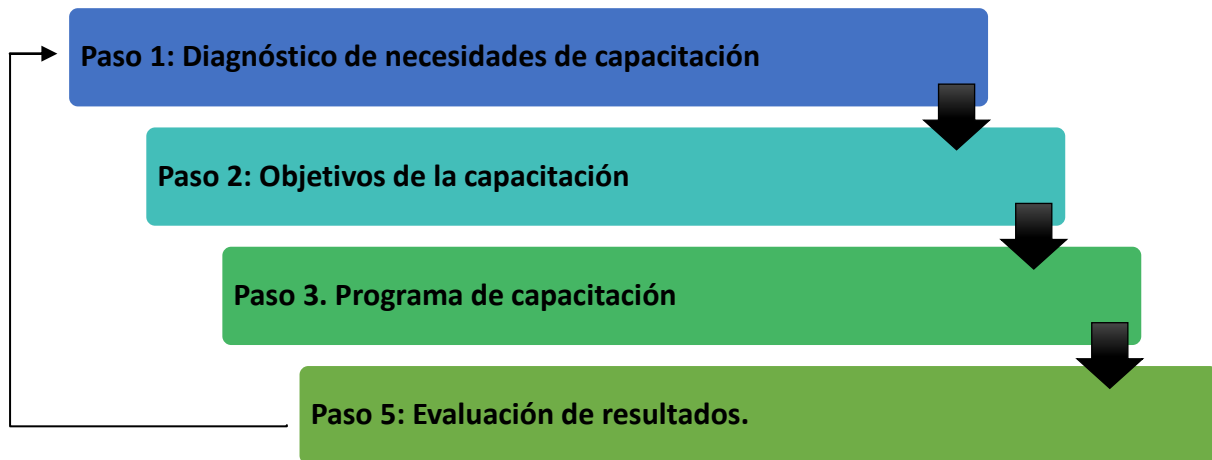 Paso 1: Diagnóstico de necesidades de capacitación
Paso 2: Objetivos de la capacitación
Paso 3. Programa de capacitación
Paso 5: Evaluación de resultados.